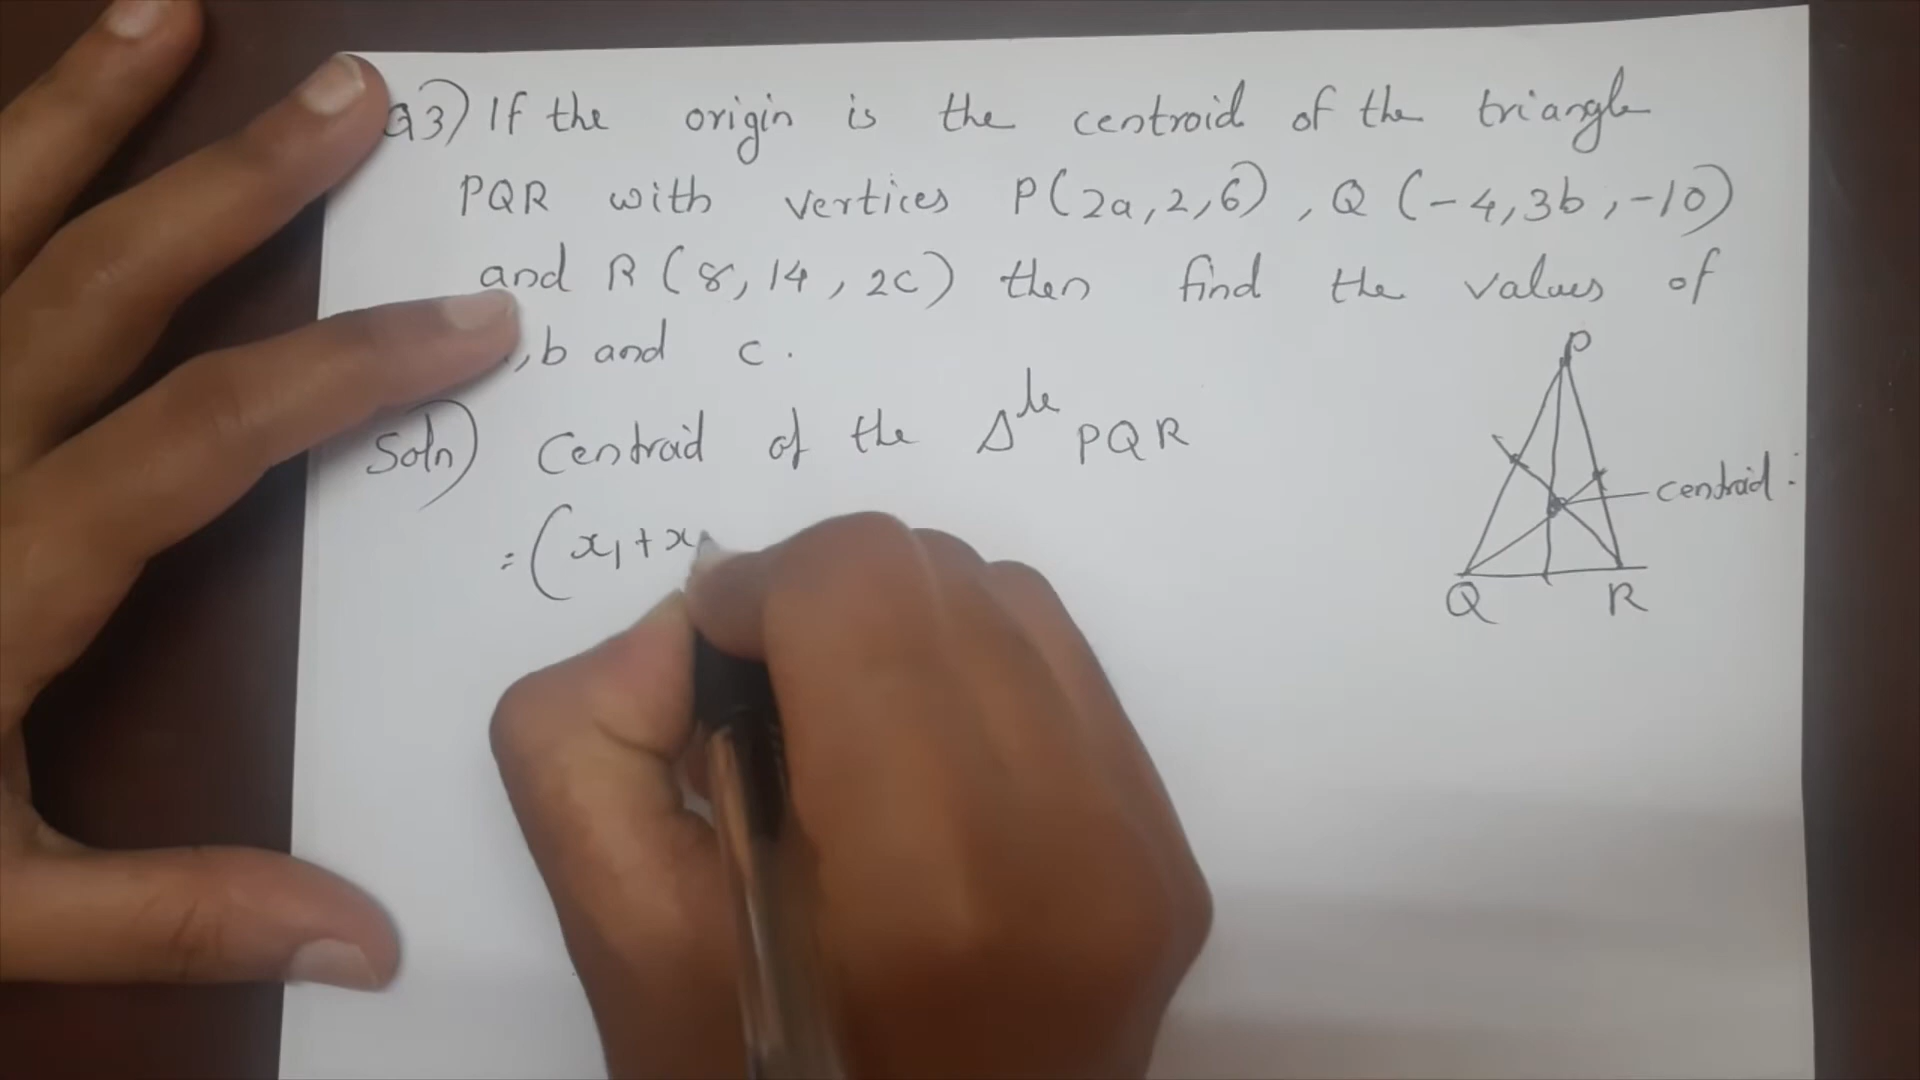 Q3) If the origin is the centroid of the triangle
PQR with vertices P(2a,2,6), Q (-4,3b,-10)
and R (8,14,2c) then find the values of
,b and c.
Soln) Centroid of the Δle PQR
= (x1+x
P
centroid
Q R